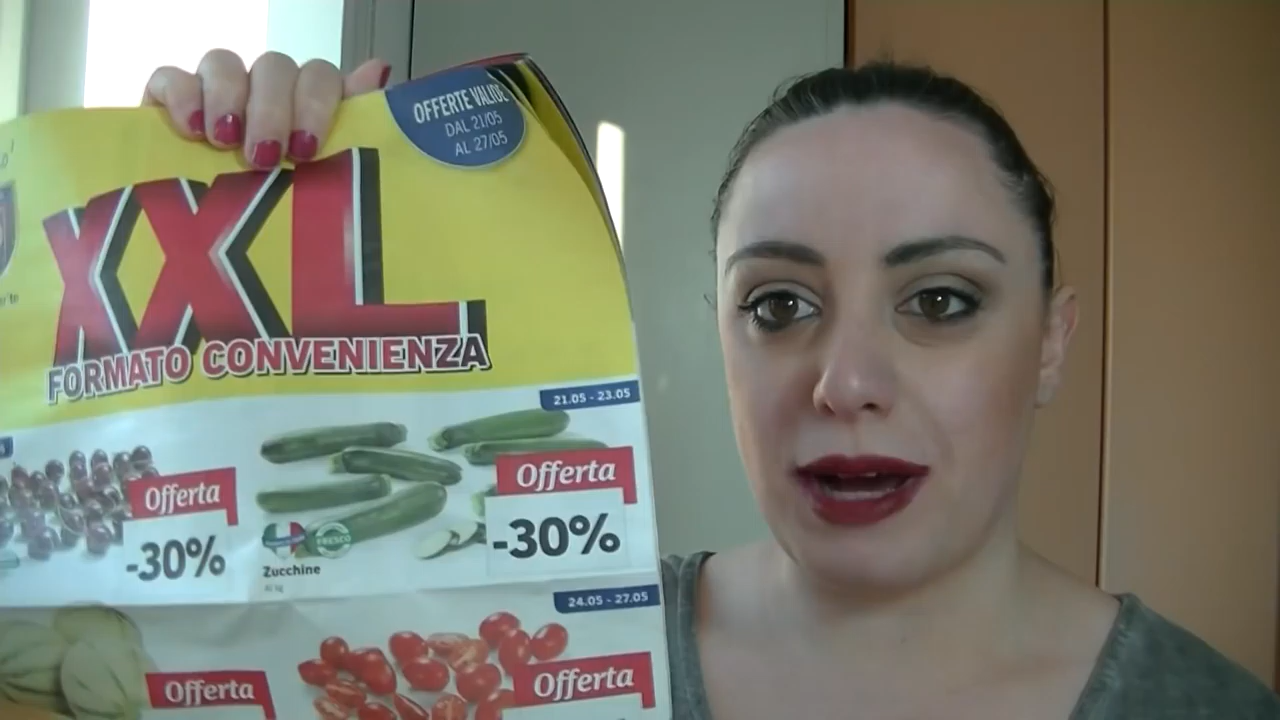 OFFERTE VALIDE
DAL 21/05
AL 27/05
XXL
FORMATO CONVENIENZA
21.05 - 23.05
Offerta
-30%
Offerta
-30%
FRESCO
Zucchine
24.05 - 27.05
Offerta
Offerta